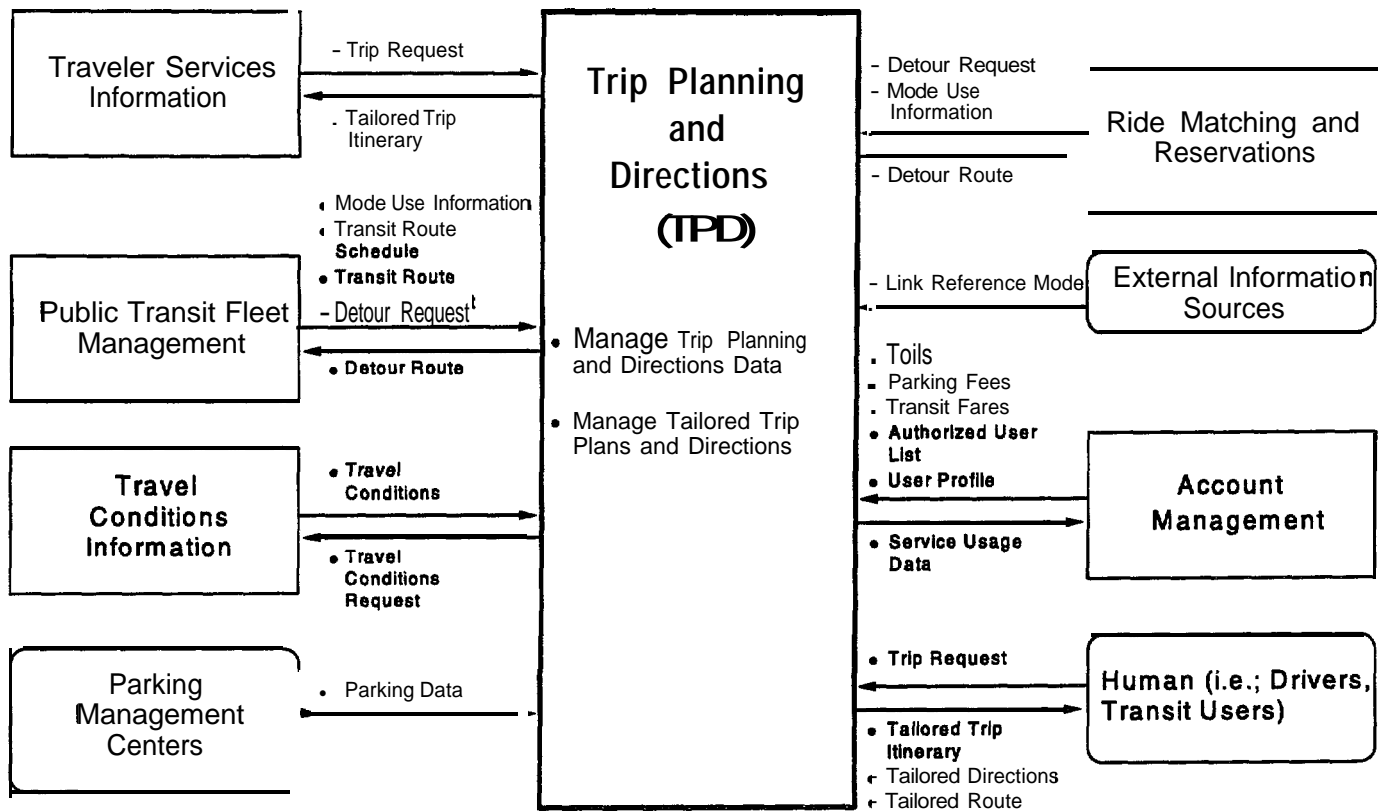 Traveler Services
Information
- Trip Request
. Tailored Trip
Itinerary
• Mode Use Information
• Transit Route
Schedule
• Transit Route
Public Transit Fleet
Management
- Detour Request
• Detour Route
Travel
Conditions
Information
• Travel
Conditions
• Travel
Conditions
Request
Parking
Management
Centers
• Parking Data
Trip Planning
and
Directions
(TPD)
• Manage Trip Planning
and Directions Data
• Manage Tailored Trip
Plans and Directions
- Detour Request
- Mode Use
Information
- Detour Route
Ride Matching and
Reservations
- Link Reference Mode
External Information
Sources
. Toils
- Parking Fees
. Transit Fares
• Authorized User
List
• User Profile
• Service Usage
Data
Account
Management
• Trip Request
Human (i.e.; Drivers,
Transit Users)
• Tailored Trip
Itinerary
- Tailored Directions
- Tailored Route